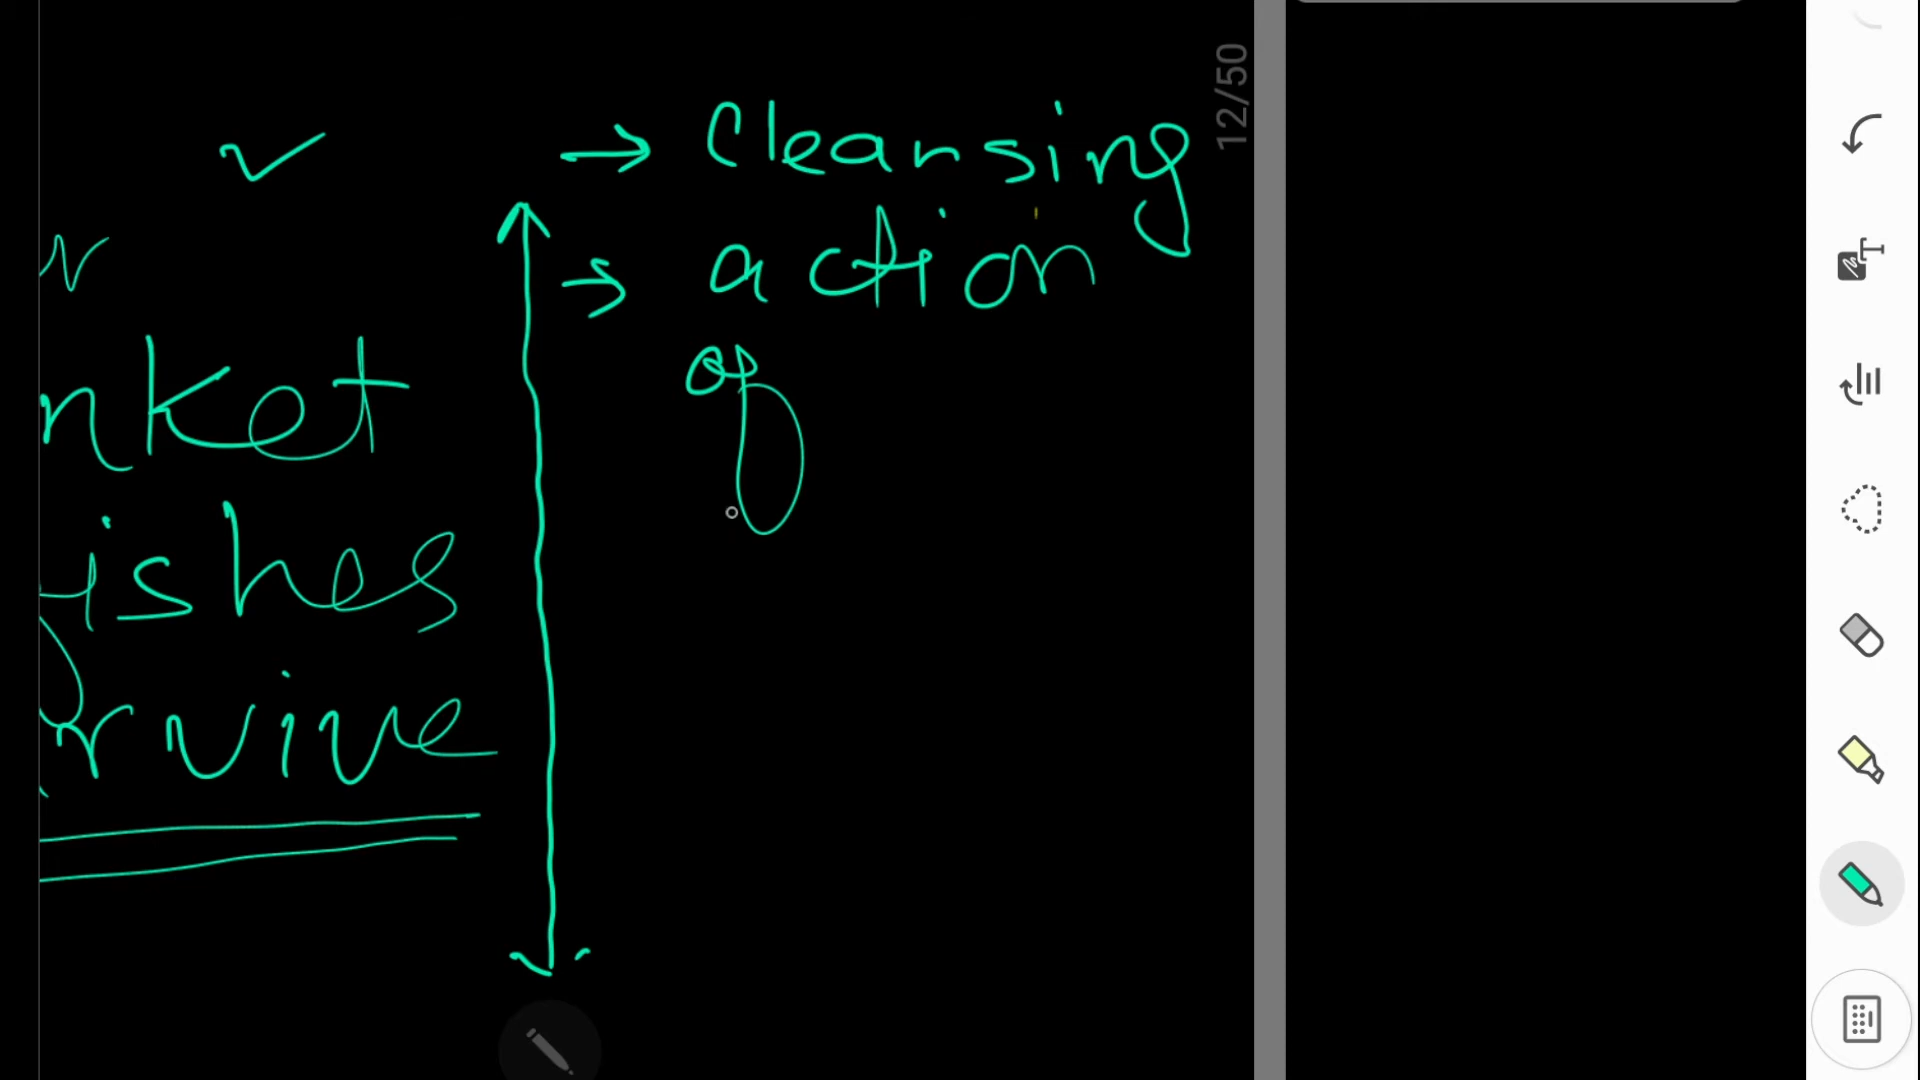 → Cleansing
→ action
of
nket
ishes
rvive
12/50